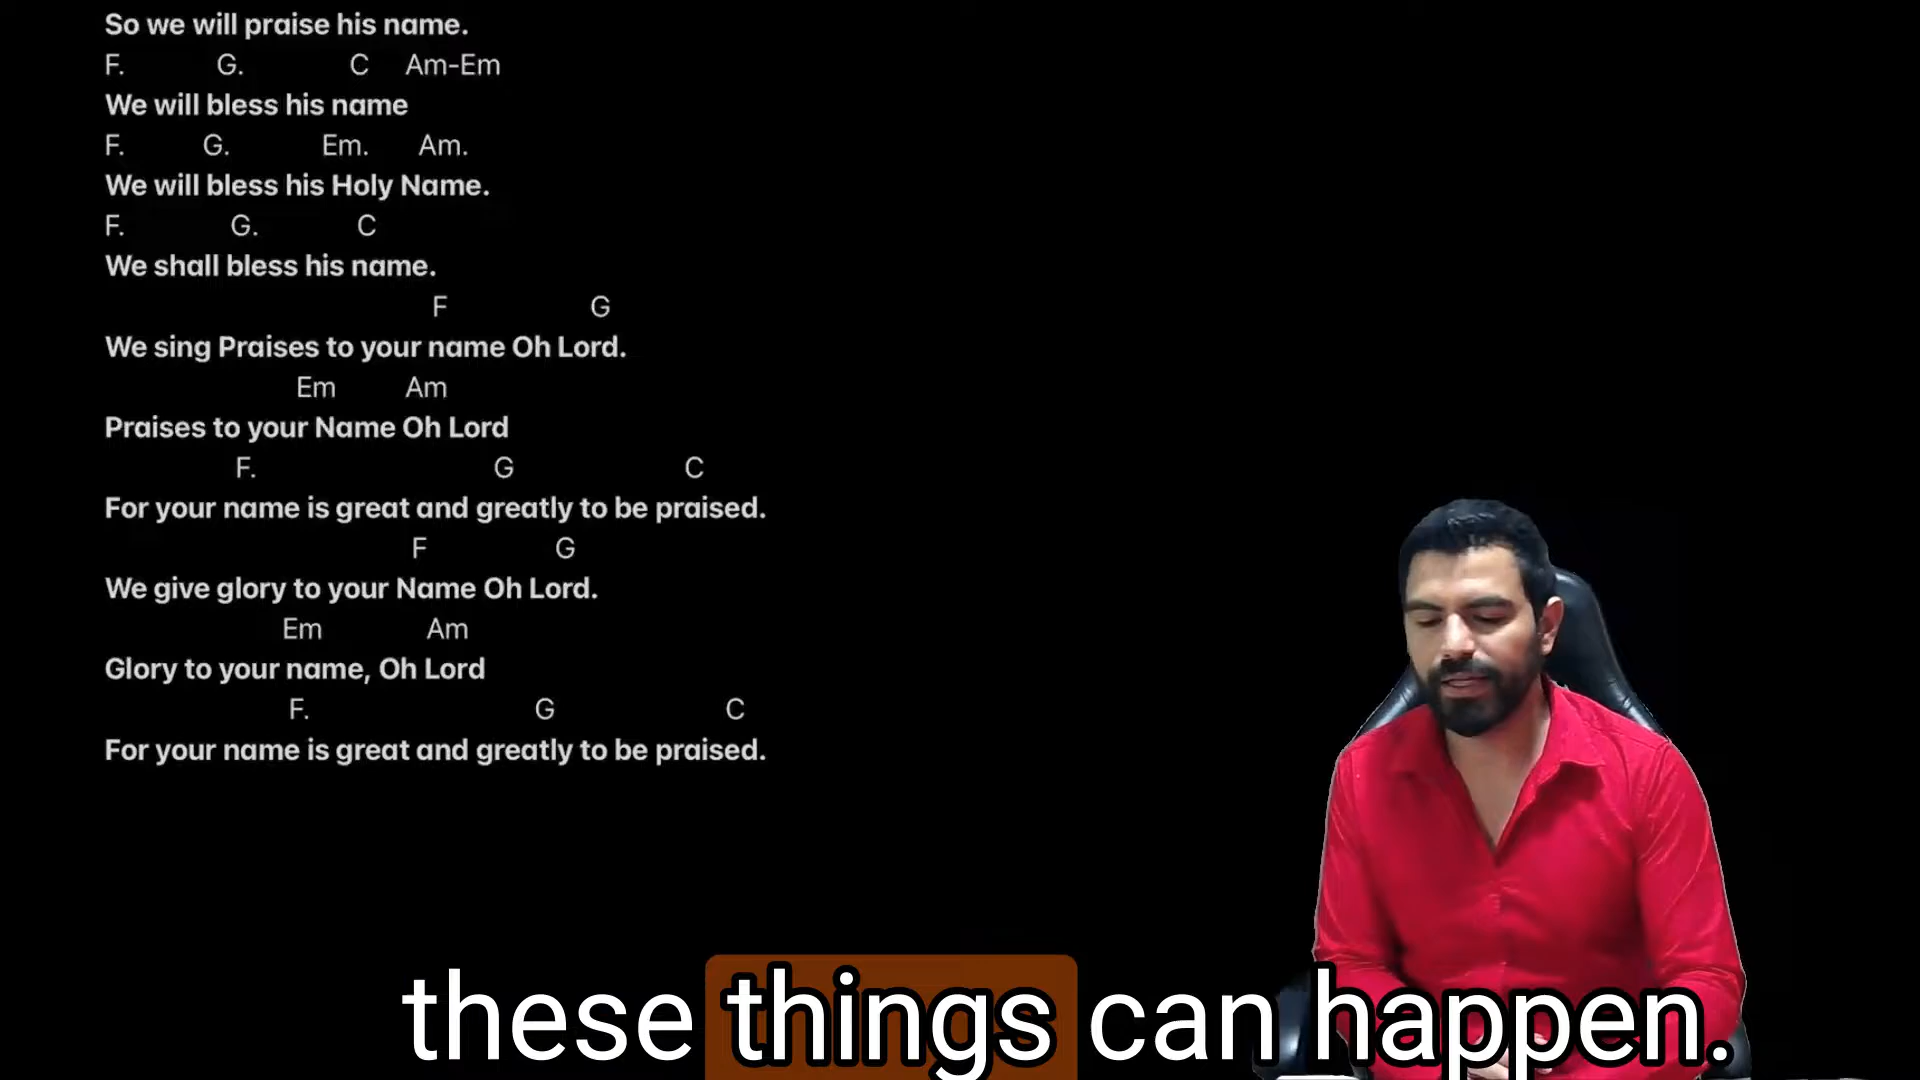 So we will praise his name.
F. G. C Am-Em
We will bless his name
F. G. Em. Am.
We will bless his Holy Name.
F. G. C
We shall bless his name.
F G
We sing Praises to your name Oh Lord.
Em Am
Praises to your Name Oh Lord
F. G C
For your name is great and greatly to be praised.
F G
We give glory to your Name Oh Lord.
Em Am
Glory to your name, Oh Lord
F. G C
For your name is great and greatly to be praised.
these things can happen.